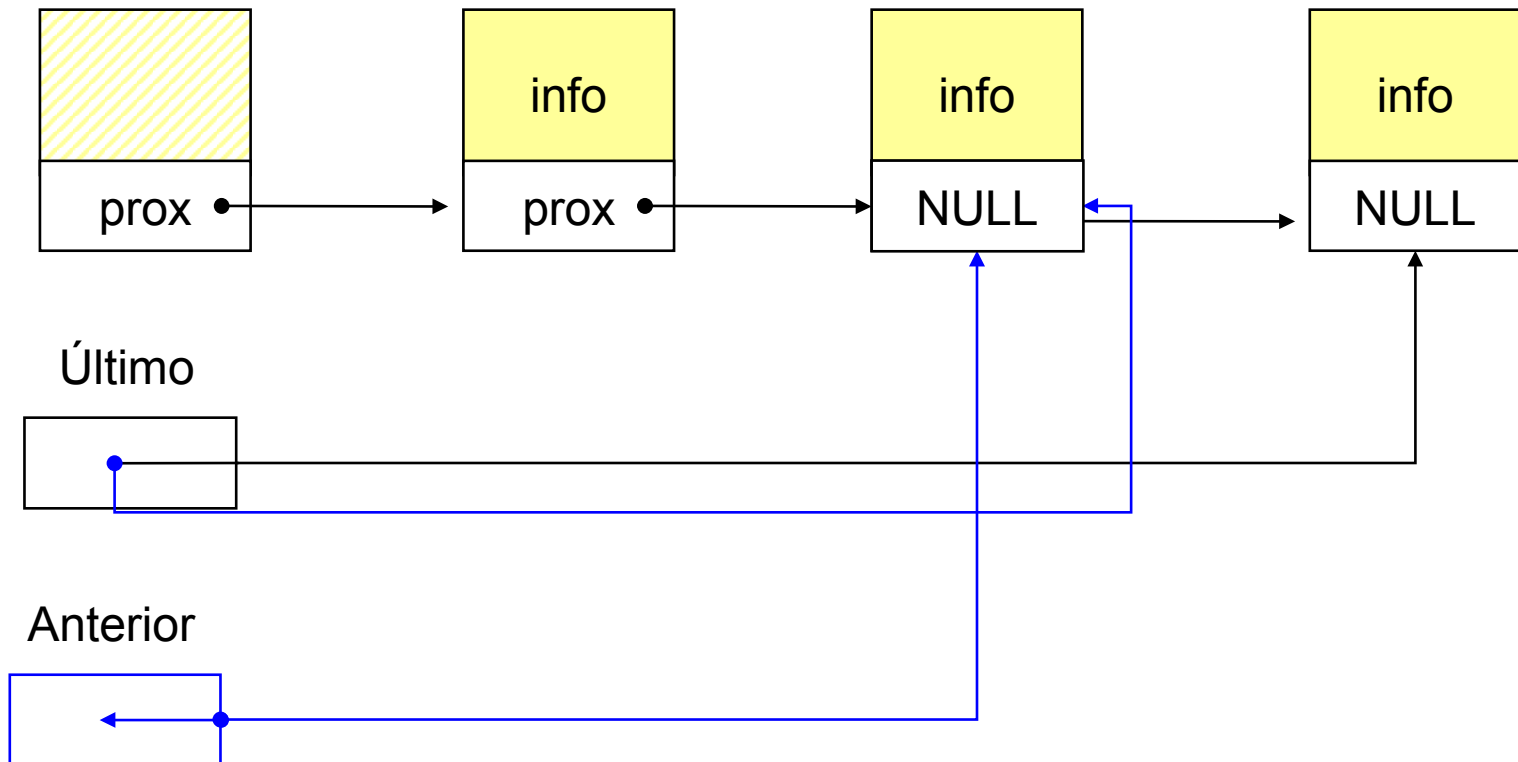 info
info
info
prox
prox
NULL
NULL
Último
Anterior